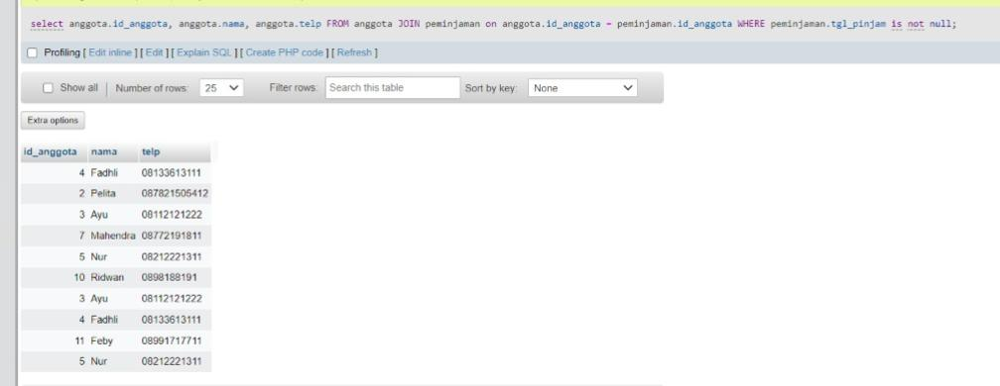 select anggota.id_anggota, anggota.nama, anggota.telp FROM anggota JOIN peminjaman on anggota.id_anggota = peminjaman.id_anggota WHERE peminjaman.tgl_pinjam is not null;
Profiling [ Edit inline ] [ Edit ] [ Explain SQL ] [ Create PHP code ] [ Refresh ]
Show all | Number of rows: 25 Filter rows: Search this table Sort by key: None
Extra options
id_anggota nama telp
4 Fadhli 08133613111
2 Pelita 087821505412
3 Ayu 08112121222
7 Mahendra 08772191811
5 Nur 08212221311
10 Ridwan 0898188191
3 Ayu 08112121222
4 Fadhli 08133613111
11 Feby 08991717711
5 Nur 08212221311